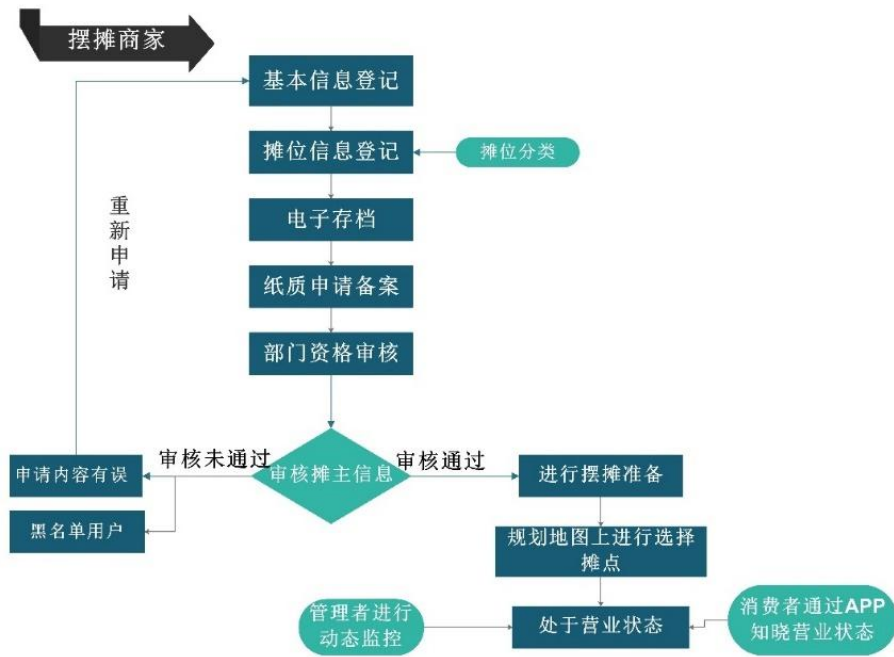 摆摊商家
基本信息登记
摊位信息登记
摊位分类
电子存档
重
新
申
请
纸质申请备案
部门资格审核
审核未通过
审核摊主信息
审核通过
申请内容有误
进行摆摊准备
黑名单用户
规划地图上进行选择
摊点
管理者进行
动态监控
处于营业状态
消费者通过APP
知晓营业状态